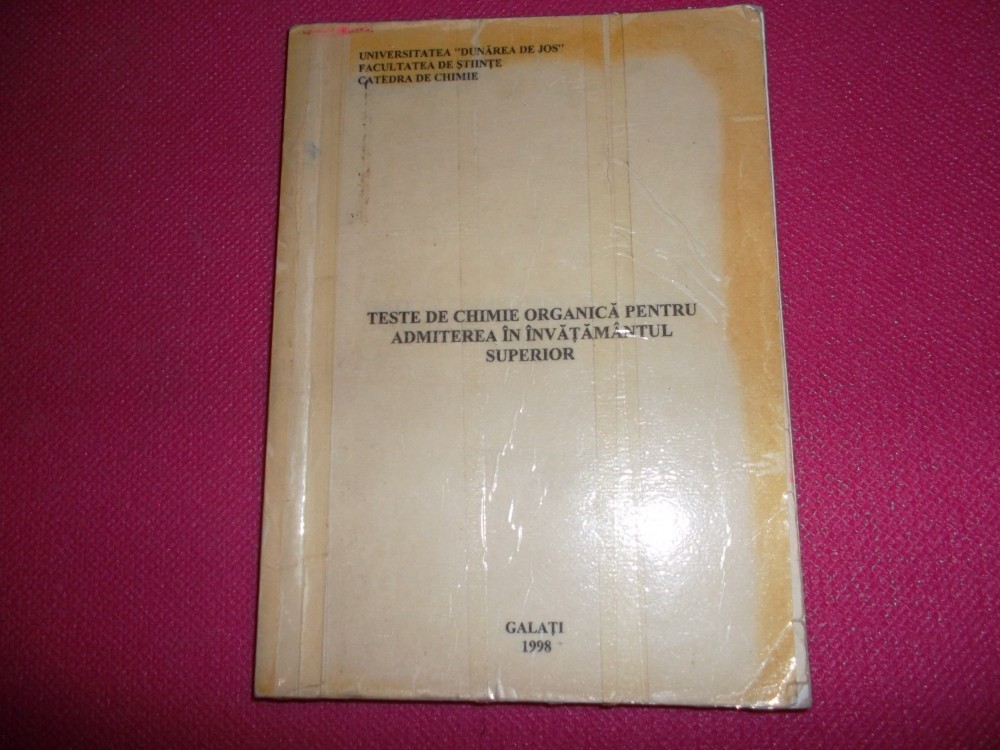 UNIVERSITATEA "DUNĂREA DE JOS"
FACULTATEA DE ŞTIINŢE
CATEDRA DE CHIMIE
TESTE DE CHIMIE ORGANICĂ PENTRU
ADMITEREA ÎN ÎNVĂŢĂMÂNTUL
SUPERIOR
GALAŢI
1998